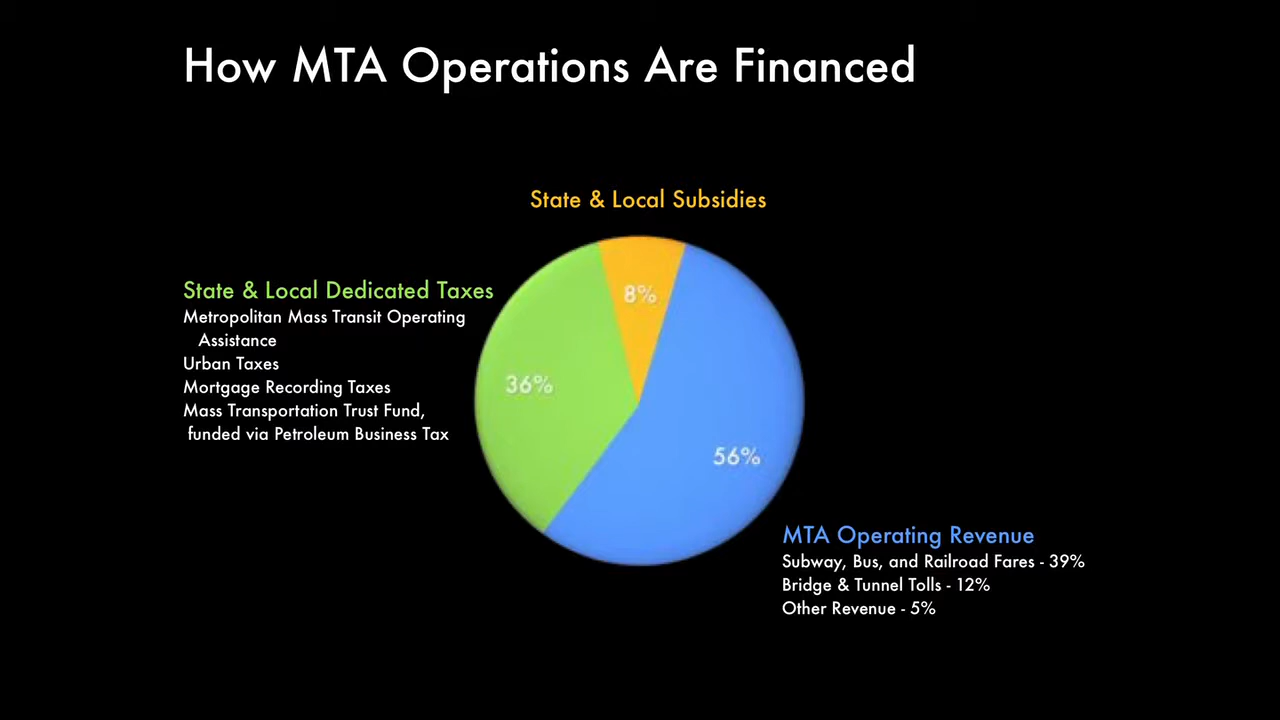 How MTA Operations Are Financed
State & Local Subsidies
8%
State & Local Dedicated Taxes
Metropolitan Mass Transit Operating
Assistance
Urban Taxes
Mortgage Recording Taxes
Mass Transportation Trust Fund,
funded via Petroleum Business Tax
36%
56%
MTA Operating Revenue
Subway, Bus, and Railroad Fares - 39%
Bridge & Tunnel Tolls - 12%
Other Revenue - 5%